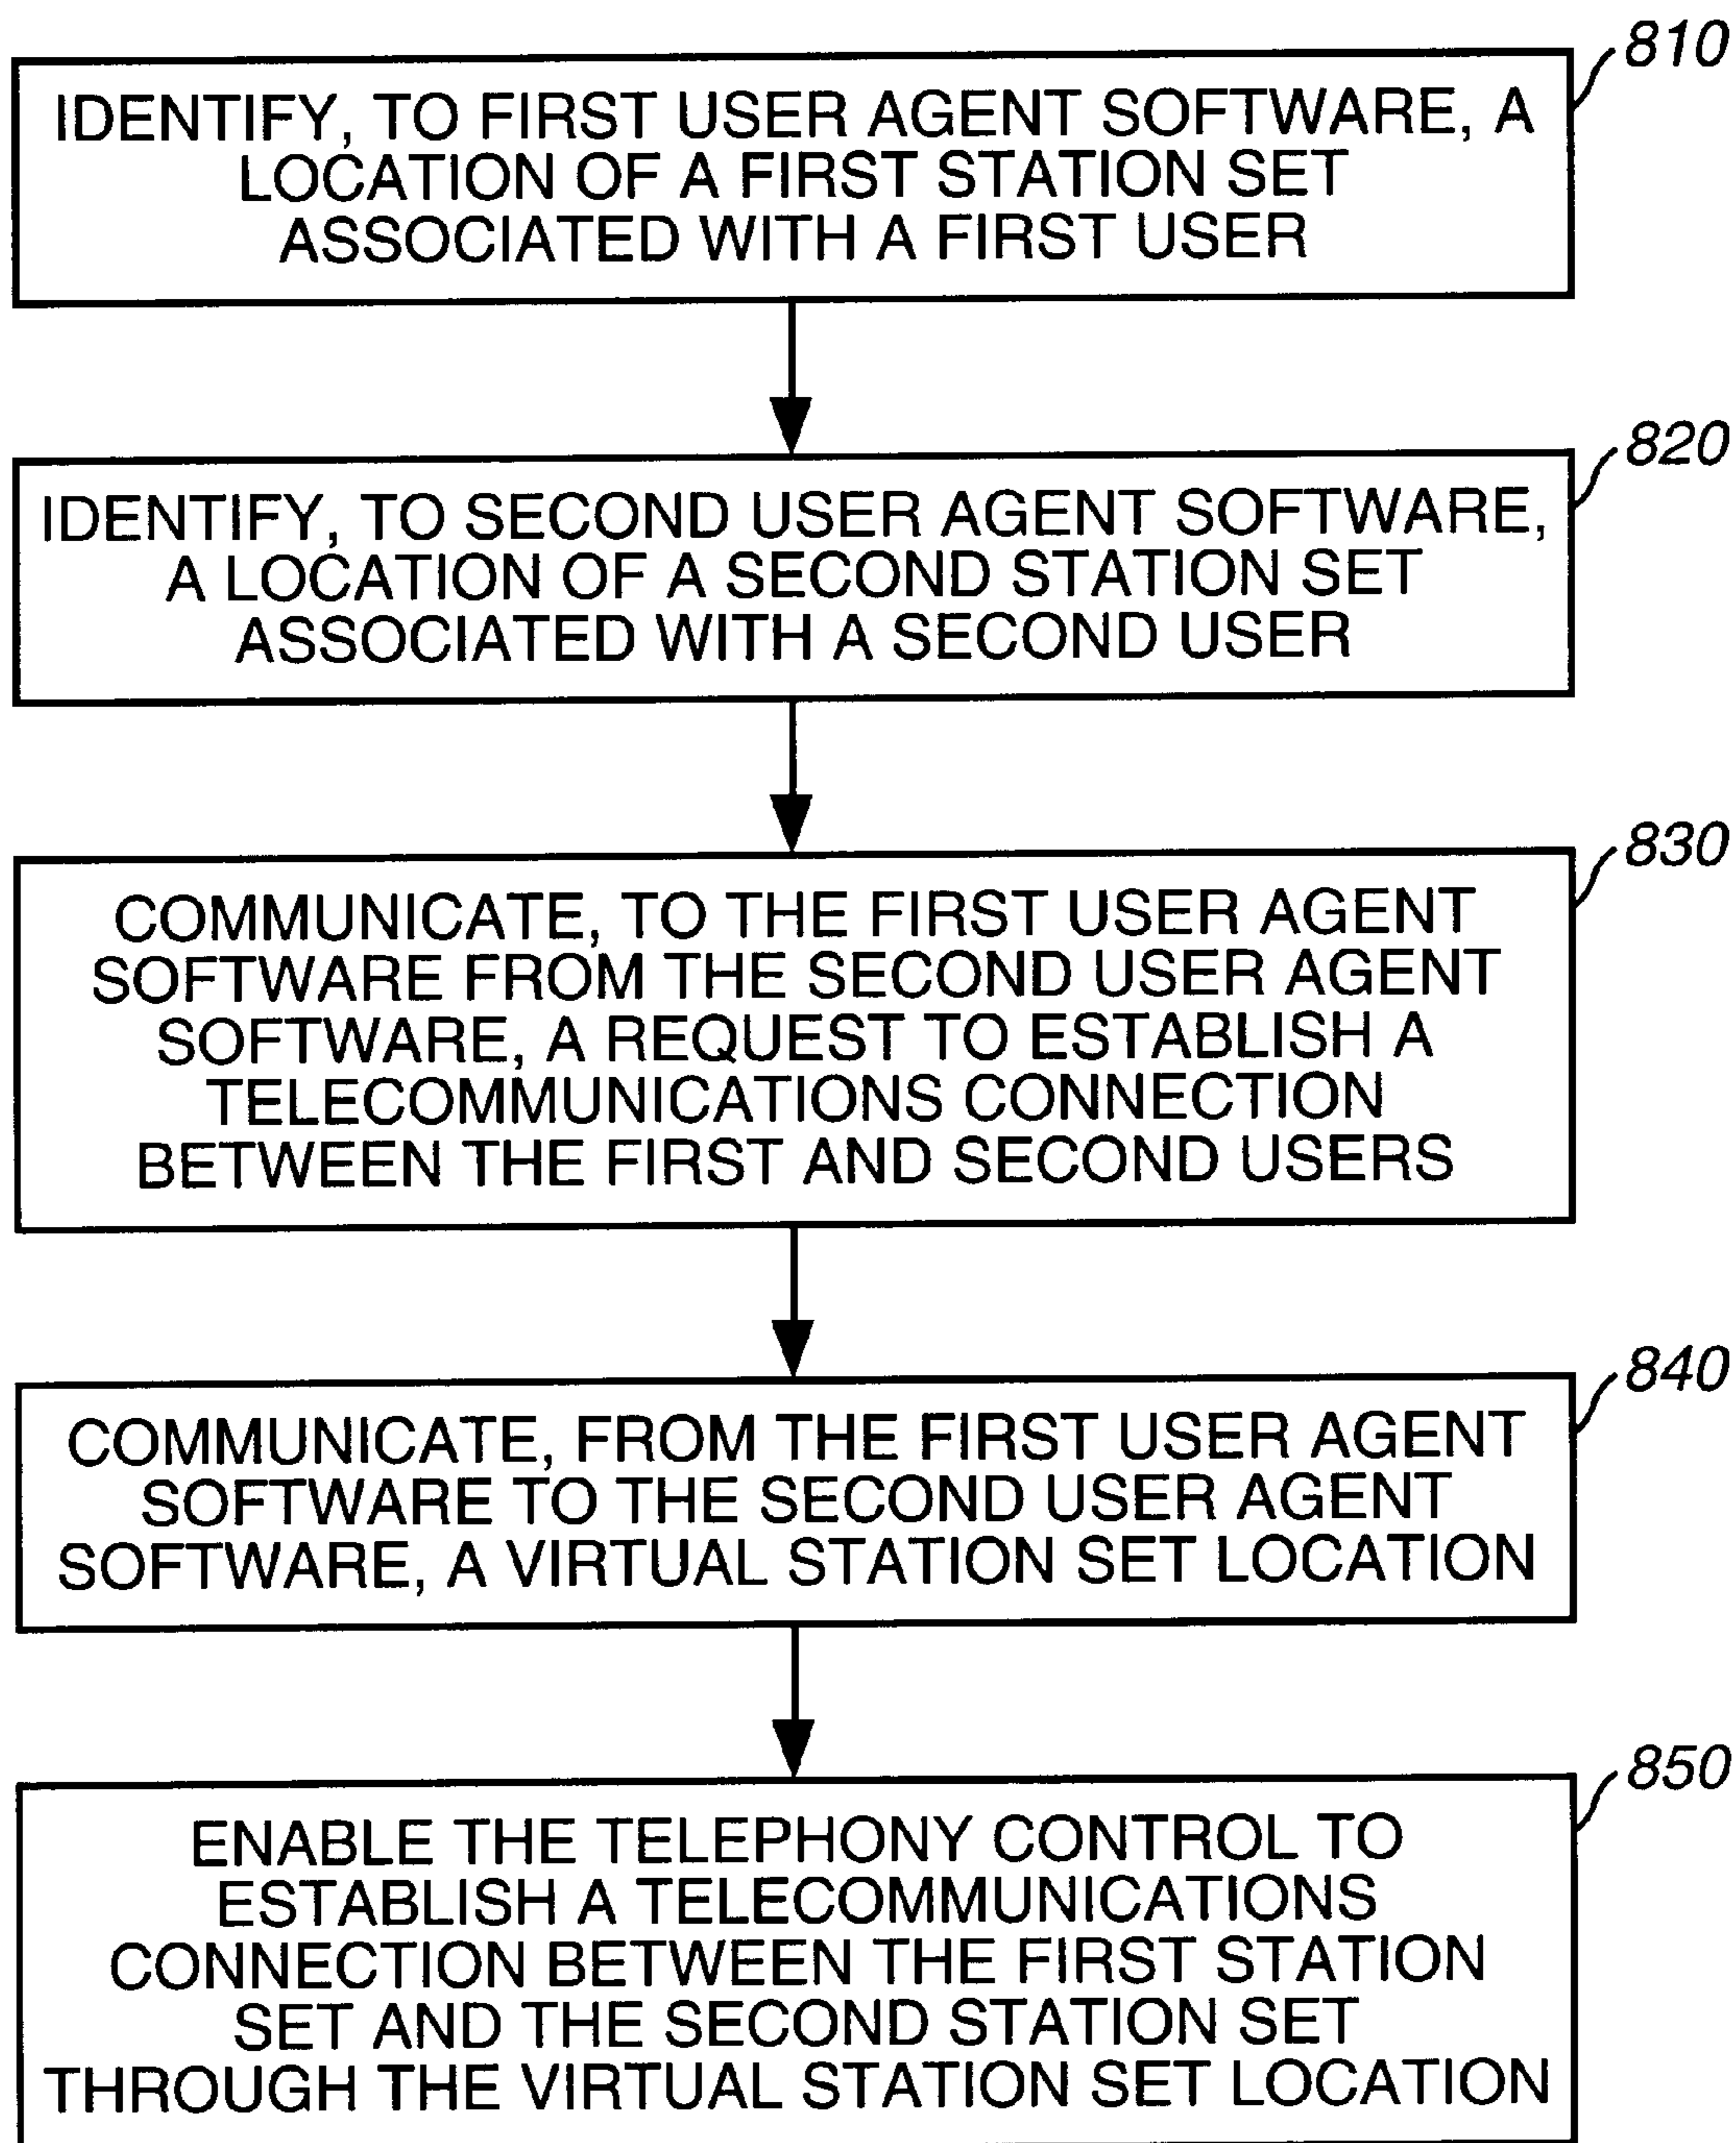 810
IDENTIFY, TO FIRST USER AGENT SOFTWARE, A
LOCATION OF A FIRST STATION SET
ASSOCIATED WITH A FIRST USER
820
IDENTIFY, TO SECOND USER AGENT SOFTWARE,
A LOCATION OF A SECOND STATION SET
ASSOCIATED WITH A SECOND USER
830
COMMUNICATE, TO THE FIRST USER AGENT
SOFTWARE FROM THE SECOND USER AGENT
SOFTWARE, A REQUEST TO ESTABLISH A
TELECOMMUNICATIONS CONNECTION
BETWEEN THE FIRST AND SECOND USERS
840
COMMUNICATE, FROM THE FIRST USER AGENT
SOFTWARE TO THE SECOND USER AGENT
SOFTWARE, A VIRTUAL STATION SET LOCATION
850
ENABLE THE TELEPHONY CONTROL TO
ESTABLISH A TELECOMMUNICATIONS
CONNECTION BETWEEN THE FIRST STATION
SET AND THE SECOND STATION SET
THROUGH THE VIRTUAL STATION SET LOCATION